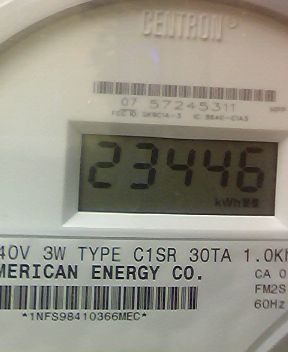 CENTRON®
07 57245311
23446
kWh
40V 3W TYPE C1SR 30TA 1.0K
MERICAN ENERGY CO.
CA 0
FM2S
60Hz
*1NFS98410366MEC*